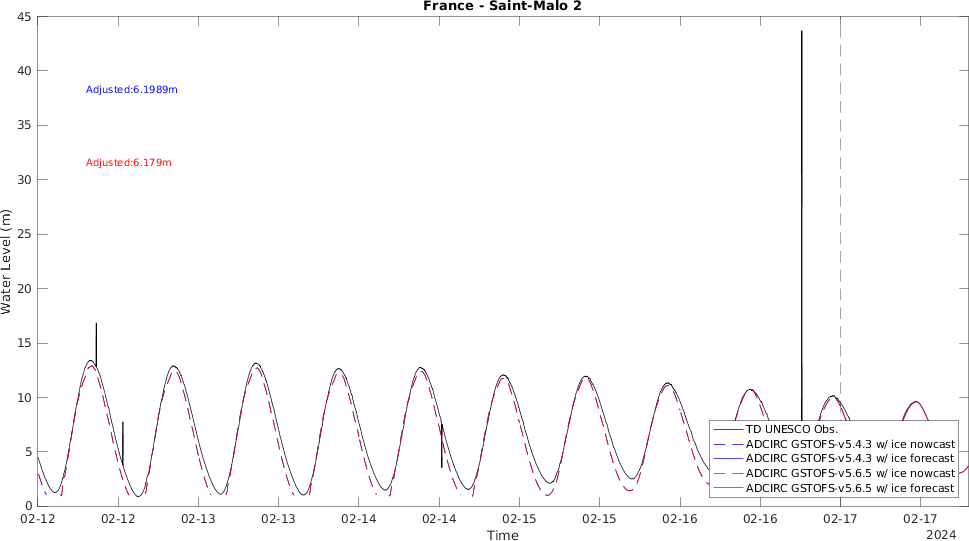 France - Saint-Malo 2
45
40
35
30
25
20
15
10
5
0
Water Level (m)
Adjusted:6.1989m
Adjusted:6.179m
TD UNESCO Obs.
ADCIRC GSTOFS-v5.4.3 w/ ice nowcast
ADCIRC GSTOFS-v5.4.3 w/ ice forecast
ADCIRC GSTOFS-v5.6.5 w/ ice nowcast
ADCIRC GSTOFS-v5.6.5 w/ ice forecast
02-12 02-12 02-13 02-13 02-14 02-14 02-15 02-15 02-16 02-16 02-17 02-17
Time
2024